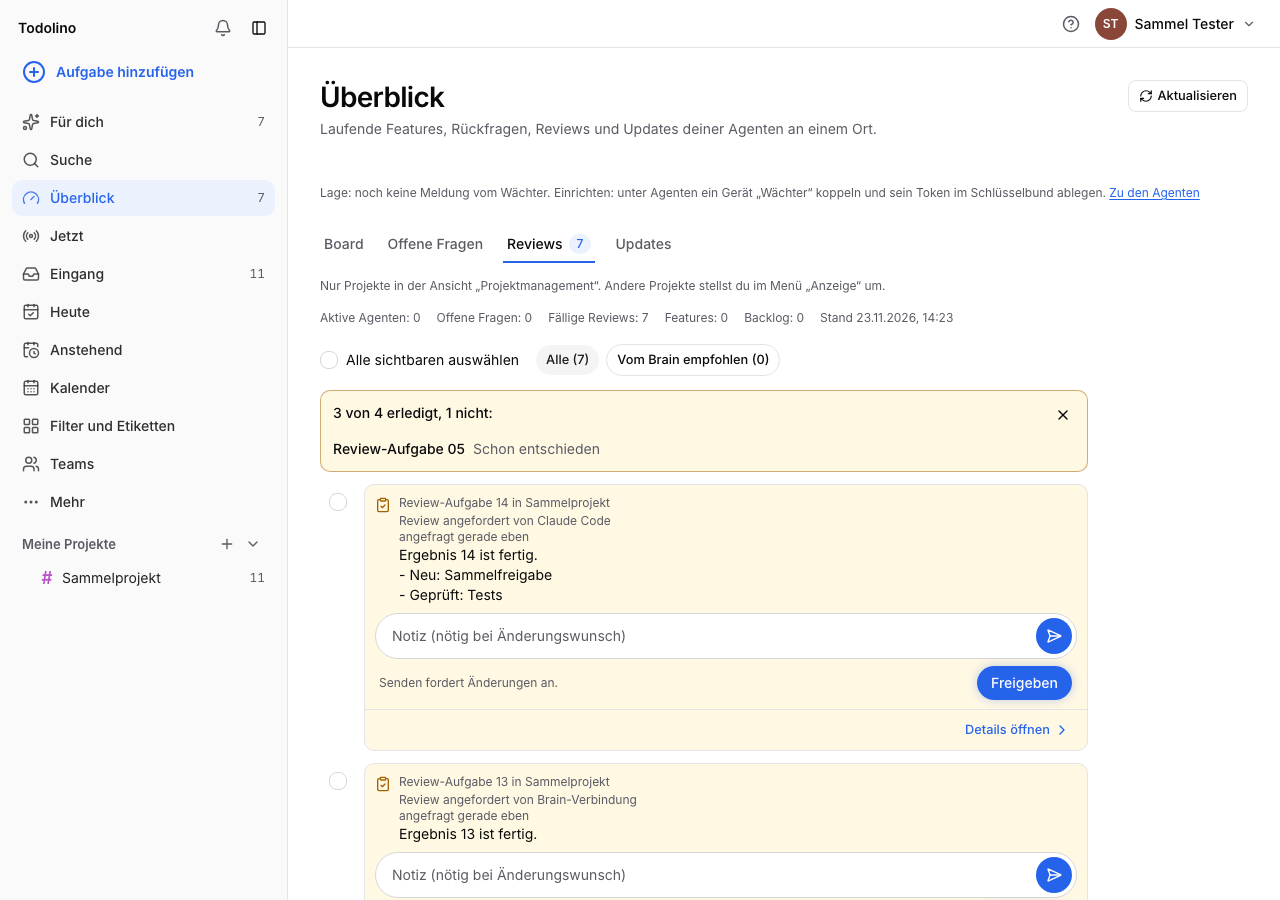 Todolino
Aufgabe hinzufügen
Für dich 7
Suche
Überblick 7
Jetzt
Eingang 11
Heute
Anstehend
Kalender
Filter und Etiketten
Teams
Mehr
Meine Projekte
# Sammelprojekt 11
ST Sammel Tester
Überblick
Aktualisieren
Laufende Features, Rückfragen, Reviews und Updates deiner Agenten an einem Ort.
Lage: noch keine Meldung vom Wächter. Einrichten: unter Agenten ein Gerät „Wächter“ koppeln und sein Token im Schlüsselbund ablegen. Zu den Agenten
Board Offene Fragen Reviews 7 Updates
Nur Projekte in der Ansicht „Projektmanagement“. Andere Projekte stellst du im Menü „Anzeige“ um.
Aktive Agenten: 0 Offene Fragen: 0 Fällige Reviews: 7 Features: 0 Backlog: 0 Stand 23.11.2026, 14:23
Alle sichtbaren auswählen Alle (7) Vom Brain empfohlen (0)
3 von 4 erledigt, 1 nicht:
Review-Aufgabe 05 Schon entschieden
Review-Aufgabe 14 in Sammelprojekt
Review angefordert von Claude Code
angefragt gerade eben
Ergebnis 14 ist fertig.
- Neu: Sammelfreigabe
- Geprüft: Tests
Notiz (nötig bei Änderungswunsch)
Senden fordert Änderungen an. Freigeben
Details öffnen
Review-Aufgabe 13 in Sammelprojekt
Review angefordert von Brain-Verbindung
angefragt gerade eben
Ergebnis 13 ist fertig.
Notiz (nötig bei Änderungswunsch)